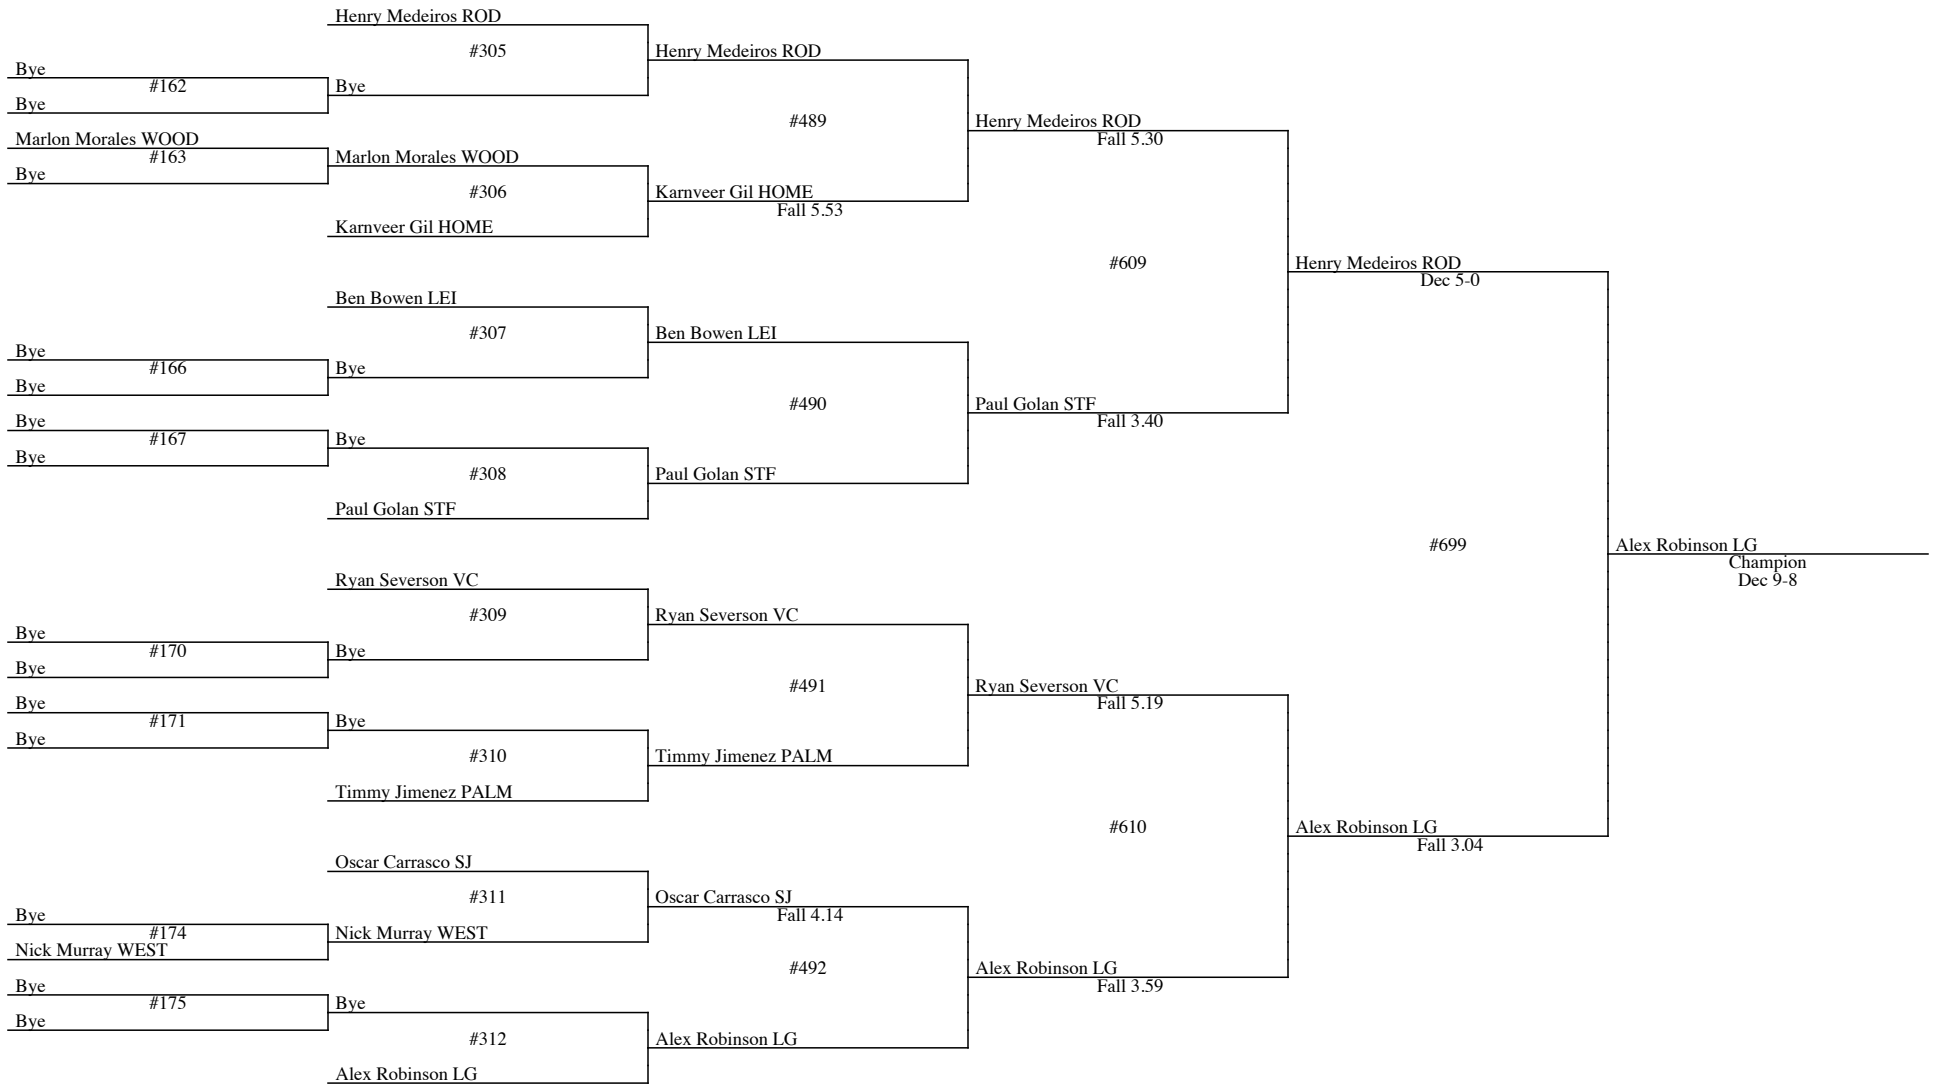 Henry Medeiros ROD
#305
Henry Medeiros ROD
Bye
#162
Bye
Bye
#489
Henry Medeiros ROD
Fall 5.30
Marlon Morales WOOD
#163
Marlon Morales WOOD
Bye
#306
Karnveer Gil HOME
Fall 5.53
Karnveer Gil HOME
#609
Henry Medeiros ROD
Dec 5-0
Ben Bowen LEI
#307
Ben Bowen LEI
Bye
#166
Bye
Bye
#490
Paul Golan STF
Fall 3.40
Bye
#167
Bye
Bye
#308
Paul Golan STF
Paul Golan STF
#699
Alex Robinson LG
Champion
Dec 9-8
Ryan Severson VC
#309
Ryan Severson VC
Bye
#170
Bye
Bye
#491
Ryan Severson VC
Fall 5.19
Bye
#171
Bye
Bye
#310
Timmy Jimenez PALM
Timmy Jimenez PALM
#610
Alex Robinson LG
Fall 3.04
Oscar Carrasco SJ
#311
Oscar Carrasco SJ
Fall 4.14
Bye
#174
Nick Murray WEST
Nick Murray WEST
#492
Alex Robinson LG
Fall 3.59
Bye
#175
Bye
Bye
#312
Alex Robinson LG
Alex Robinson LG